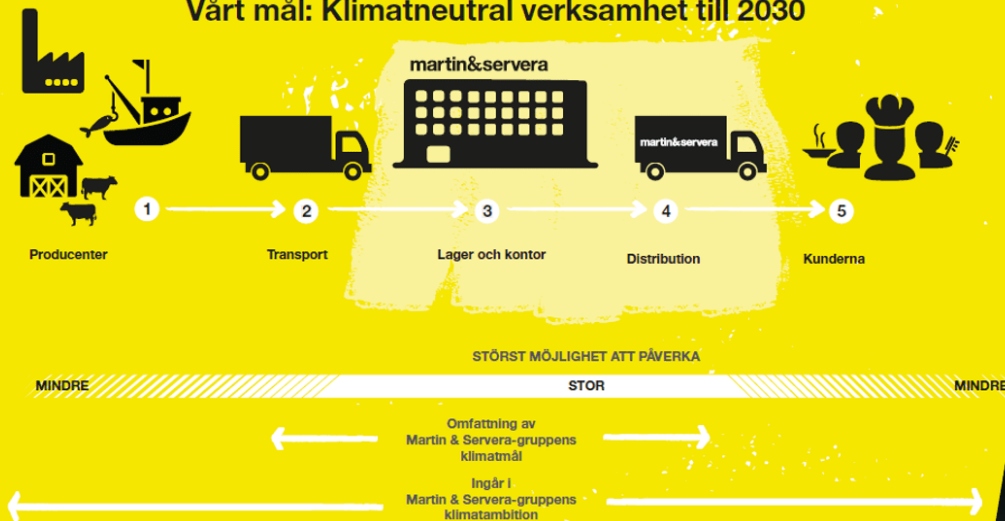 Vårt mål: Klimatneutral verksamhet till 2030
martin&servera
martin&servera
1
2
3
4
5
Producenter
Transport
Lager och kontor
Distribution
Kunderna
STÖRST MÖJLIGHET ATT PÅVERKA
MINDRE
STOR
MINDRE
Omfattning av
Martin & Servera-gruppens
klimatmål
Ingår i
Martin & Servera-gruppens
klimatambition